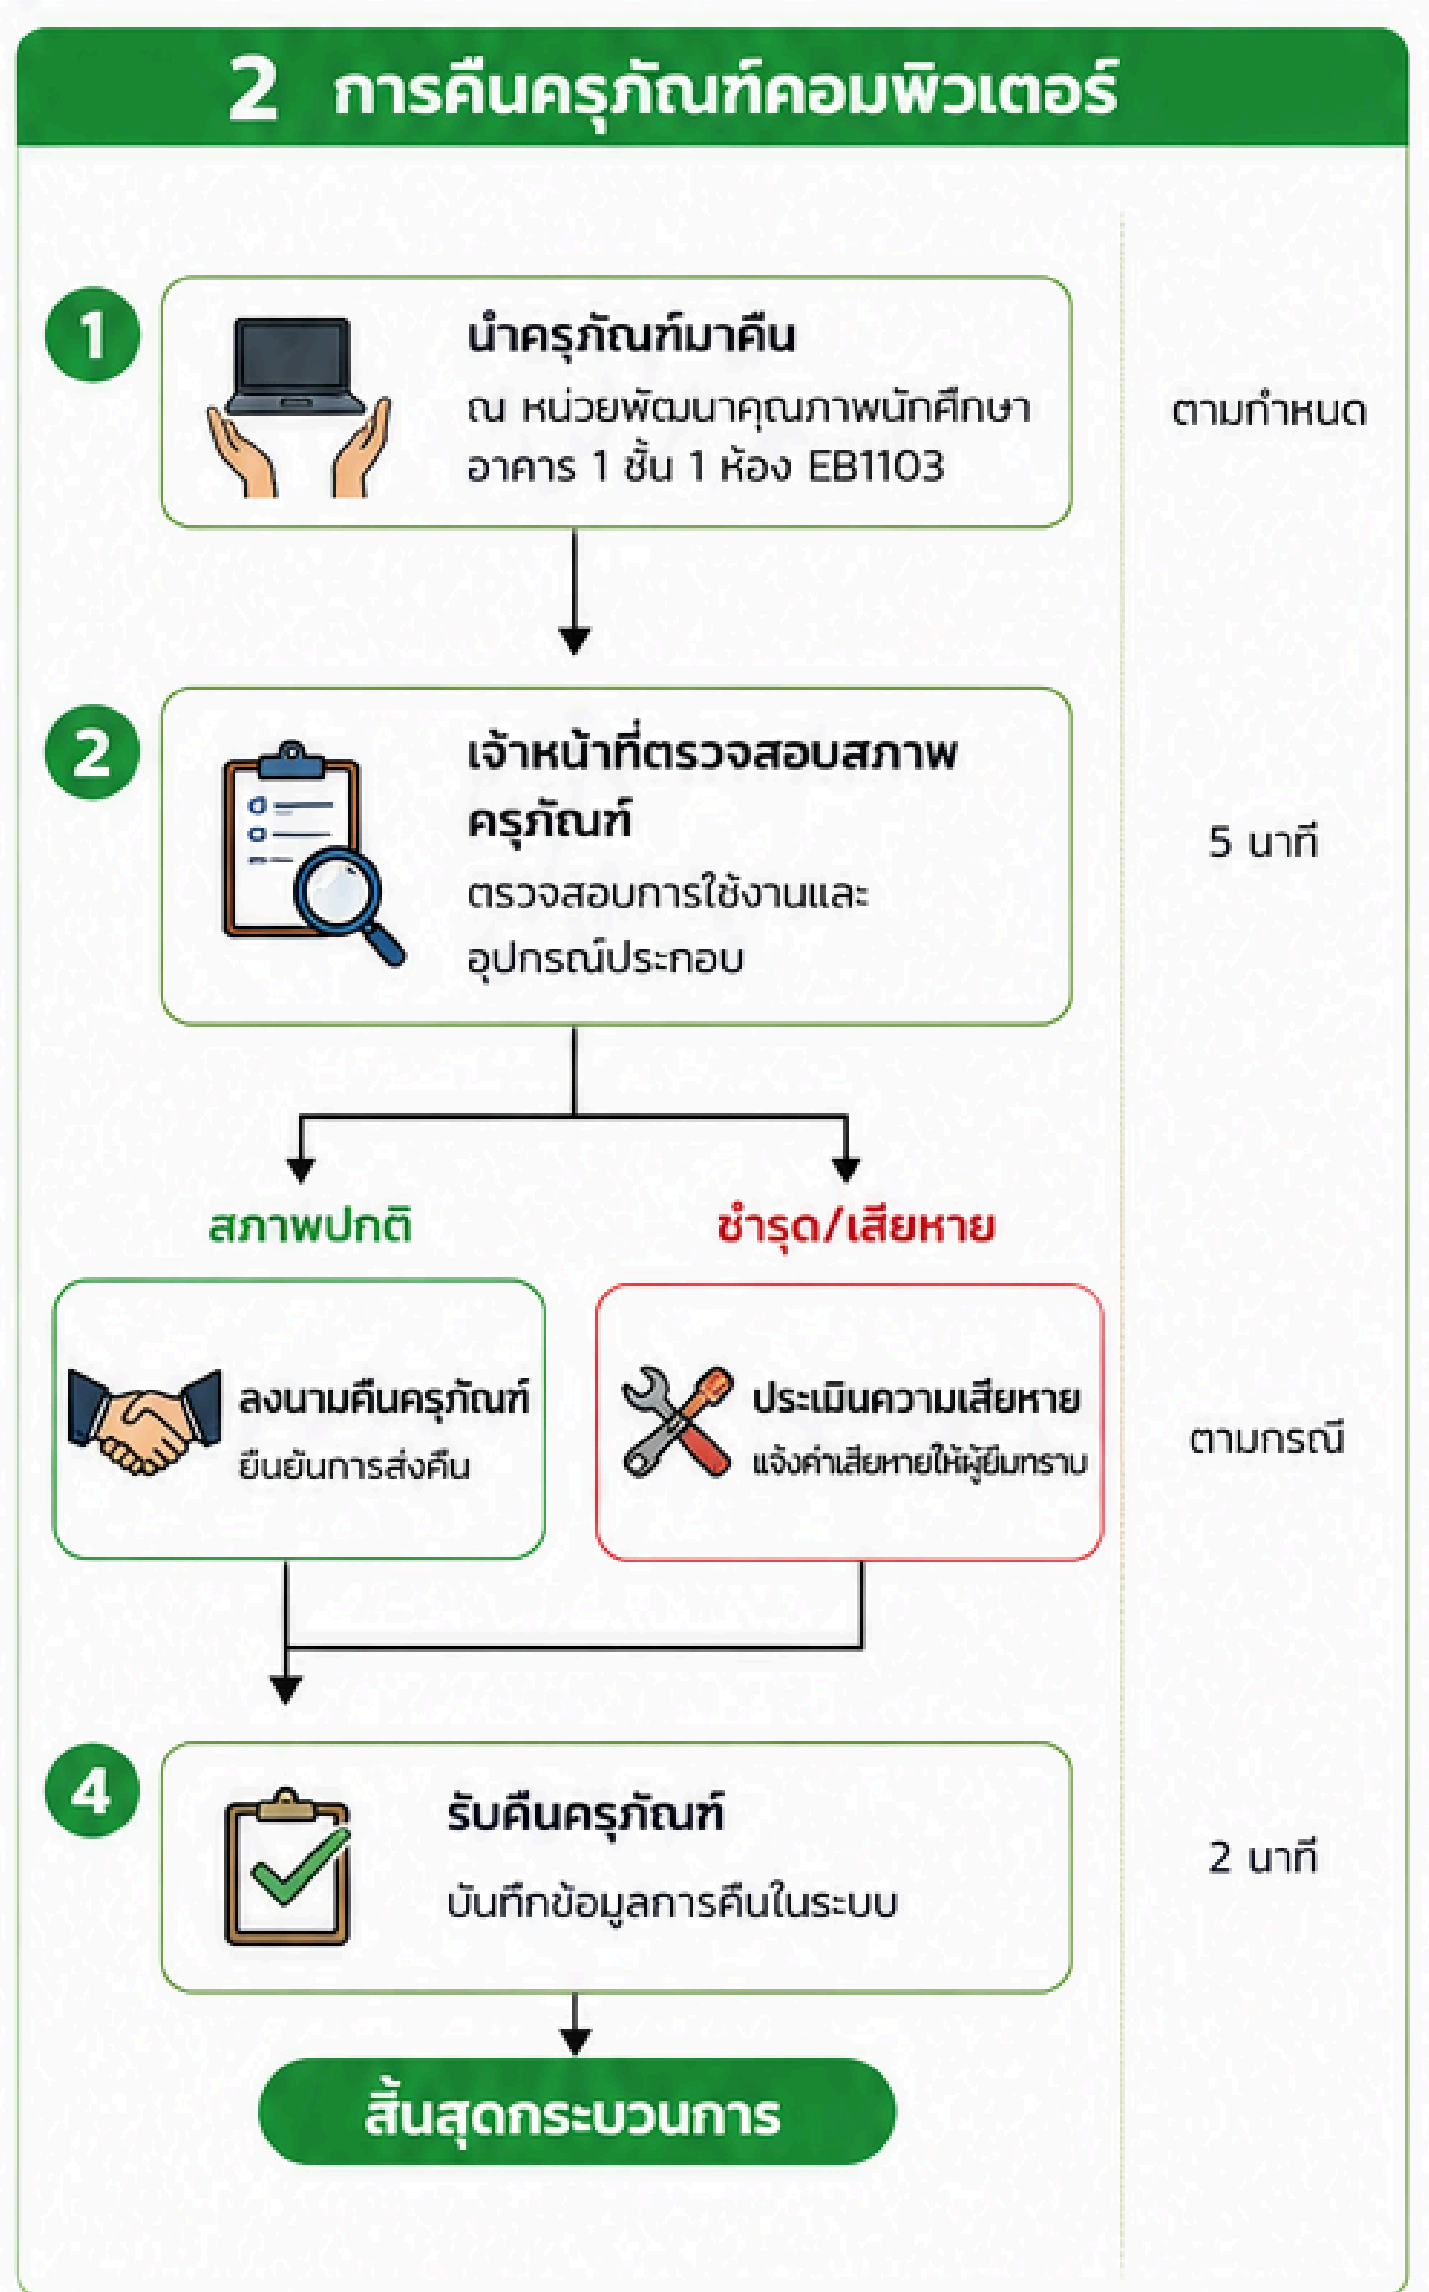 2 การคืนครุภัณฑ์คอมพิวเตอร์
1
นำครุภัณฑ์มาคืน
ณ หน่วยพัฒนาคุณภาพนักศึกษา
อาคาร 1 ชั้น 1 ห้อง EB1103
ตามกำหนด
2
เจ้าหน้าที่ตรวจสอบสภาพ
ครุภัณฑ์
ตรวจสอบการใช้งานและ
อุปกรณ์ประกอบ
5 นาที
สภาพปกติ
ชำรุด/เสียหาย
ลงนามคืนครุภัณฑ์
ยืนยันการส่งคืน
ประเมินความเสียหาย
แจ้งค่าเสียหายให้ผู้ยืมทราบ
ตามกรณี
4
รับคืนครุภัณฑ์
บันทึกข้อมูลการคืนในระบบ
2 นาที
สิ้นสุดกระบวนการ